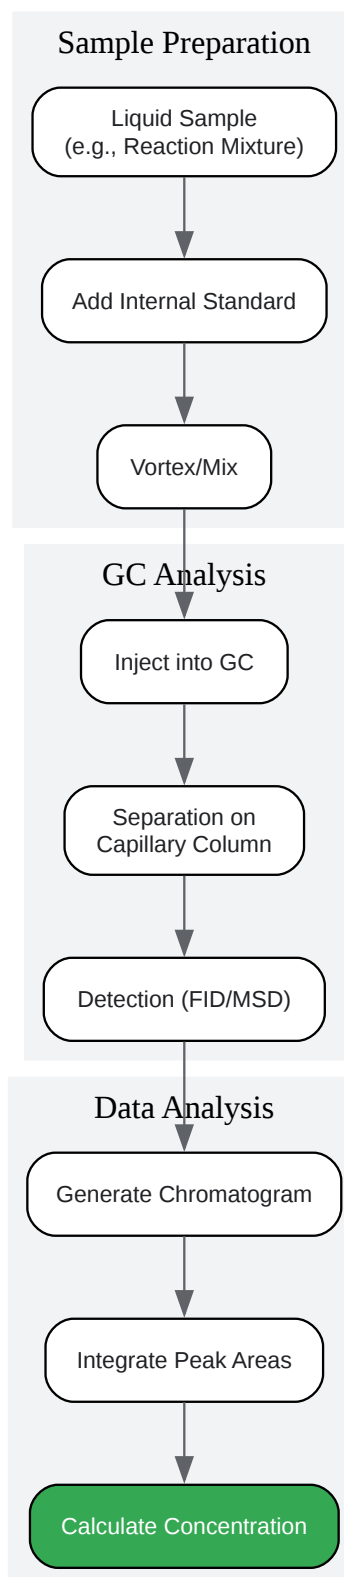 Sample Preparation
Liquid Sample
(e.g., Reaction Mixture)
Add Internal Standard
Vortex/Mix
GC Analysis
Inject into GC
Separation on
Capillary Column
Detection (FID/MSD)
Data Analysis
Generate Chromatogram
Integrate Peak Areas
Calculate Concentration